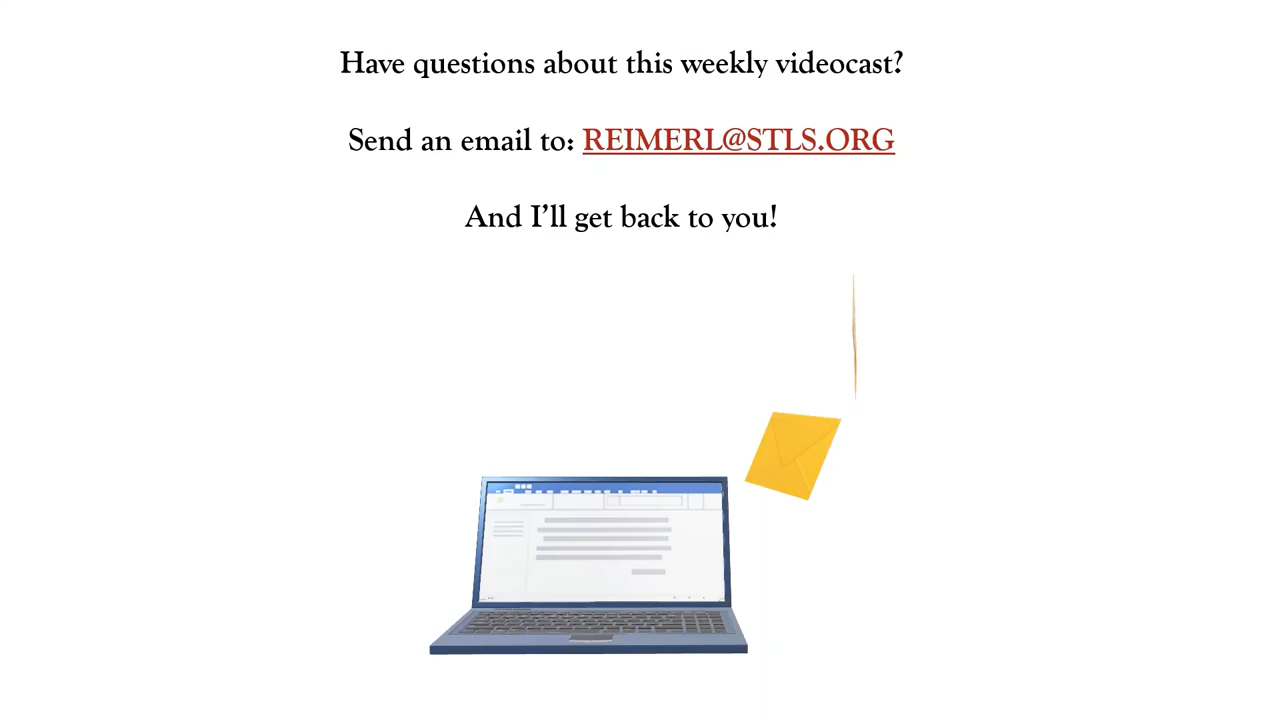 Have questions about this weekly videocast?
Send an email to: REIMERL@STLS.ORG
And I’ll get back to you!